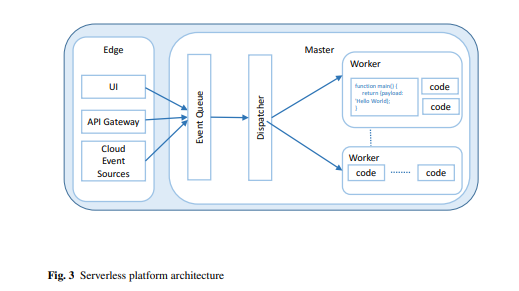 Edge
UI
API Gateway
Cloud
Event
Sources
Event Queue
Dispatcher
Master
Worker
function main() {
return {payload:
'Hello World};
}
code
code
Worker
code
........
code
Fig. 3 Serverless platform architecture